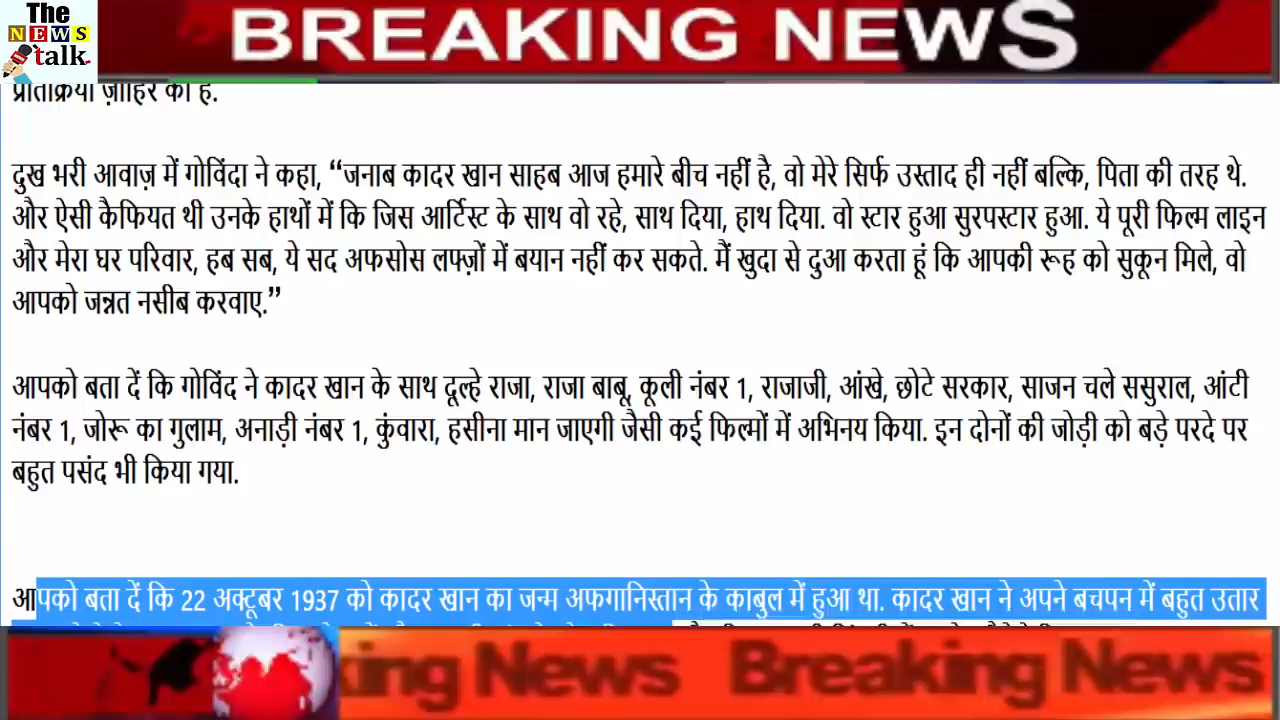 The
NEWS
talk.
BREAKING NEWS
प्रतिक्रिया ज़ाहिर की है.
दुख भरी आवाज़ में गोविंदा ने कहा, “जनाब कादर खान साहब आज हमारे बीच नहीं है, वो मेरे सिर्फ उस्ताद ही नहीं बल्कि, पिता की तरह थे.
और ऐसी कैफियत थी उनके हाथों में कि जिस आर्टिस्ट के साथ वो रहे, साथ दिया, हाथ दिया. वो स्टार हुआ सुरपस्टार हुआ. ये पूरी फिल्म लाइन
और मेरा घर परिवार, हब सब, ये सद अफसोस लफ्ज़ों में बयान नहीं कर सकते. मैं खुदा से दुआ करता हूं कि आपकी रूह को सुकून मिले, वो
आपको जन्नत नसीब करवाए.”
आपको बता दें कि गोविंद ने कादर खान के साथ दूल्हे राजा, राजा बाबू, कूली नंबर 1, राजाजी, आंखे, छोटे सरकार, साजन चले ससुराल, आंटी
नंबर 1, जोरू का गुलाम, अनाड़ी नंबर 1, कुंवारा, हसीना मान जाएगी जैसी कई फिल्मों में अभिनय किया. इन दोनों की जोड़ी को बड़े परदे पर
बहुत पसंद भी किया गया.
आपको बता दें कि 22 अक्टूबर 1937 को कादर खान का जन्म अफगानिस्तान के काबुल में हुआ था. कादर खान ने अपने बचपन में बहुत उतार
king News Breaking News